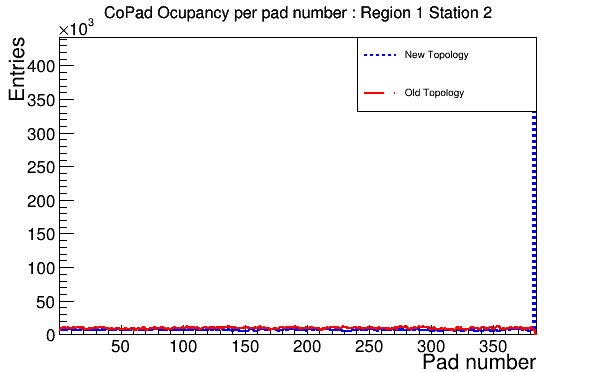 CoPad Ocupancy per pad number : Region 1 Station 2
×10³
Entries
New Topology
Old Topology
400
350
300
250
200
150
100
50
0
50 100 150 200 250 300 350
Pad number